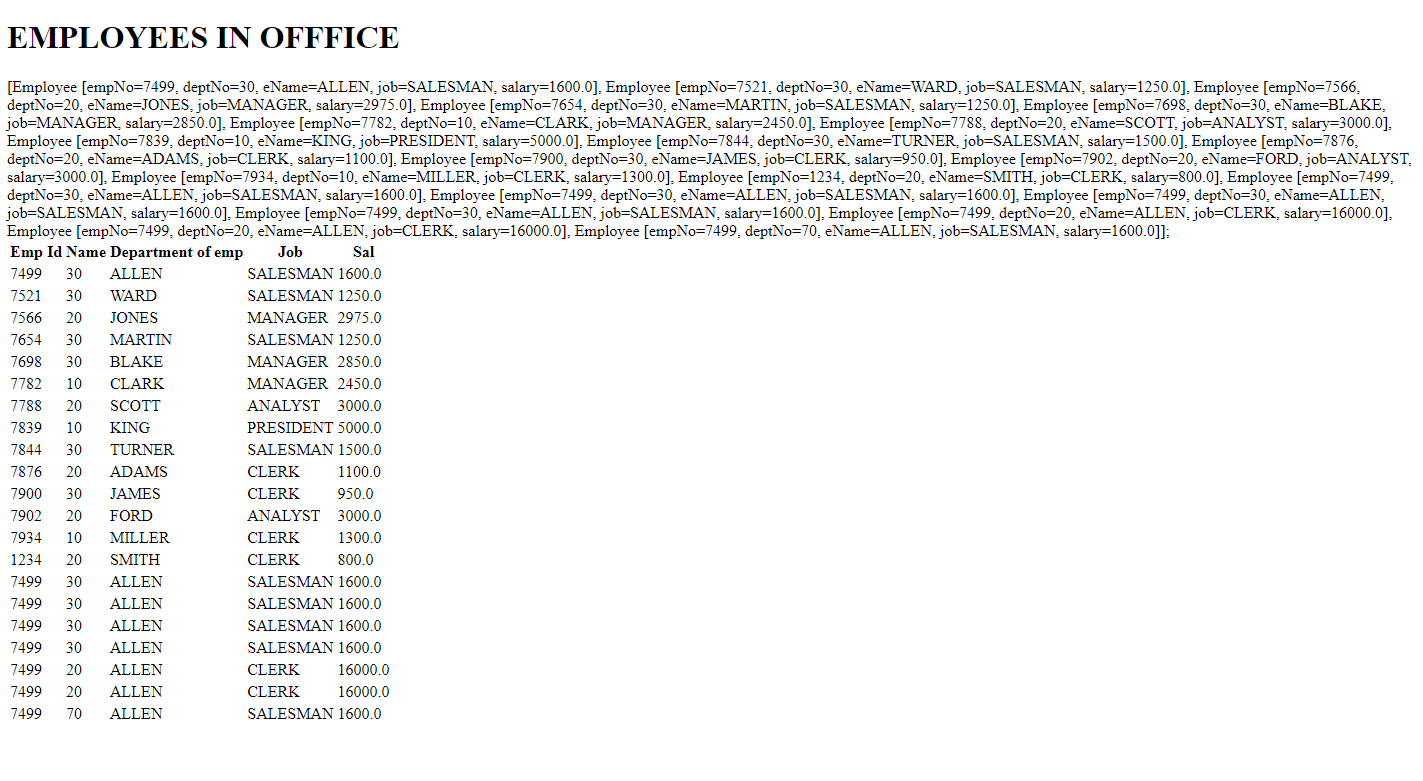 EMPLOYEES IN OFFFICE
[Employee [empNo=7499, deptNo=30, eName=ALLEN, job=SALESMAN, salary=1600.0], Employee [empNo=7521, deptNo=30, eName=WARD, job=SALESMAN, salary=1250.0], Employee [empNo=7566,
deptNo=20, eName=JONES, job=MANAGER, salary=2975.0], Employee [empNo=7654, deptNo=30, eName=MARTIN, job=SALESMAN, salary=1250.0], Employee [empNo=7698, deptNo=30, eName=BLAKE,
job=MANAGER, salary=2850.0], Employee [empNo=7782, deptNo=10, eName=CLARK, job=MANAGER, salary=2450.0], Employee [empNo=7788, deptNo=20, eName=SCOTT, job=ANALYST, salary=3000.0],
Employee [empNo=7839, deptNo=10, eName=KING, job=PRESIDENT, salary=5000.0], Employee [empNo=7844, deptNo=30, eName=TURNER, job=SALESMAN, salary=1500.0], Employee [empNo=7876,
deptNo=20, eName=ADAMS, job=CLERK, salary=1100.0], Employee [empNo=7900, deptNo=30, eName=JAMES, job=CLERK, salary=950.0], Employee [empNo=7902, deptNo=20, eName=FORD, job=ANALYST,
salary=3000.0], Employee [empNo=7934, deptNo=10, eName=MILLER, job=CLERK, salary=1300.0], Employee [empNo=1234, deptNo=20, eName=SMITH, job=CLERK, salary=800.0], Employee [empNo=7499,
deptNo=30, eName=ALLEN, job=SALESMAN, salary=1600.0], Employee [empNo=7499, deptNo=30, eName=ALLEN, job=SALESMAN, salary=1600.0], Employee [empNo=7499, deptNo=30, eName=ALLEN,
job=SALESMAN, salary=1600.0], Employee [empNo=7499, deptNo=30, eName=ALLEN, job=SALESMAN, salary=1600.0], Employee [empNo=7499, deptNo=20, eName=ALLEN, job=CLERK, salary=16000.0],
Employee [empNo=7499, deptNo=20, eName=ALLEN, job=CLERK, salary=16000.0], Employee [empNo=7499, deptNo=70, eName=ALLEN, job=SALESMAN, salary=1600.0]];
Emp Id Name Department of emp Job Sal
7499 30 ALLEN SALESMAN 1600.0
7521 30 WARD SALESMAN 1250.0
7566 20 JONES MANAGER 2975.0
7654 30 MARTIN SALESMAN 1250.0
7698 30 BLAKE MANAGER 2850.0
7782 10 CLARK MANAGER 2450.0
7788 20 SCOTT ANALYST 3000.0
7839 10 KING PRESIDENT 5000.0
7844 30 TURNER SALESMAN 1500.0
7876 20 ADAMS CLERK 1100.0
7900 30 JAMES CLERK 950.0
7902 20 FORD ANALYST 3000.0
7934 10 MILLER CLERK 1300.0
1234 20 SMITH CLERK 800.0
7499 30 ALLEN SALESMAN 1600.0
7499 30 ALLEN SALESMAN 1600.0
7499 30 ALLEN SALESMAN 1600.0
7499 30 ALLEN SALESMAN 1600.0
7499 20 ALLEN CLERK 16000.0
7499 20 ALLEN CLERK 16000.0
7499 70 ALLEN SALESMAN 1600.0